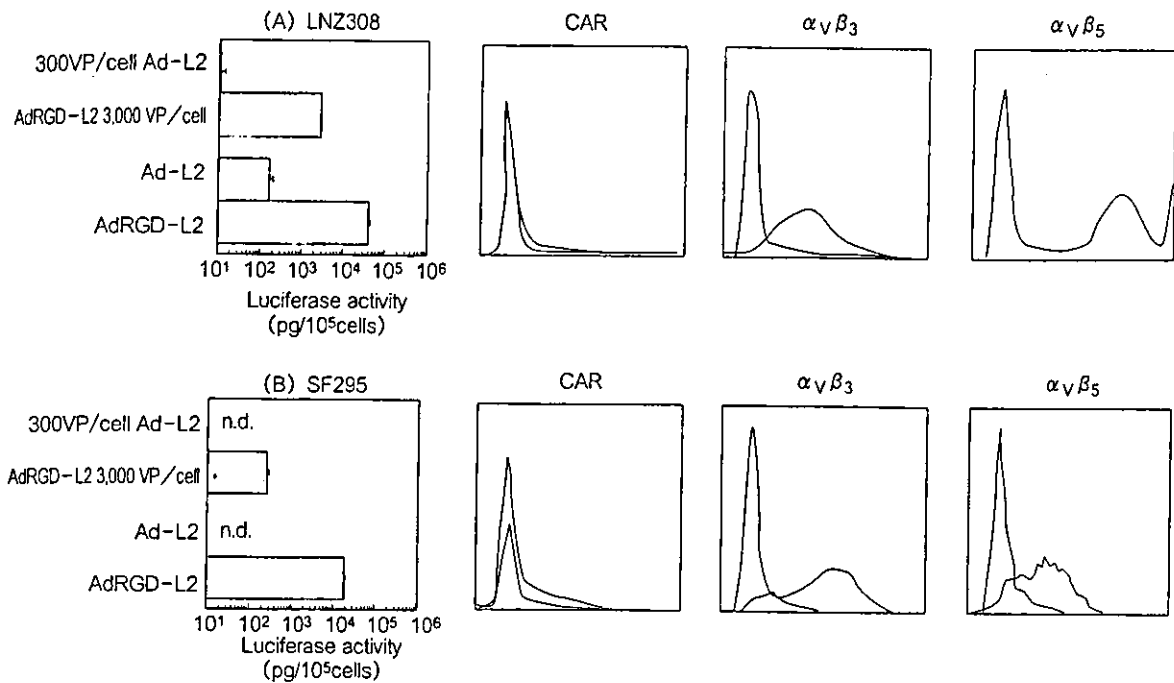 (A) LNZ308
CAR
αVβ3
αVβ5
300VP/cell Ad-L2
AdRGD-L2 3,000 VP/cell
Ad-L2
AdRGD-L2
10¹ 10² 10³ 10⁴ 10⁵ 10⁶
Luciferase activity
(pg/10⁵cells)
(B) SF295
CAR
αVβ3
αVβ5
300VP/cell Ad-L2
n.d.
AdRGD-L2 3,000 VP/cell
Ad-L2
n.d.
AdRGD-L2
10¹ 10² 10³ 10⁴ 10⁵ 10⁶
Luciferase activity
(pg/10⁵cells)